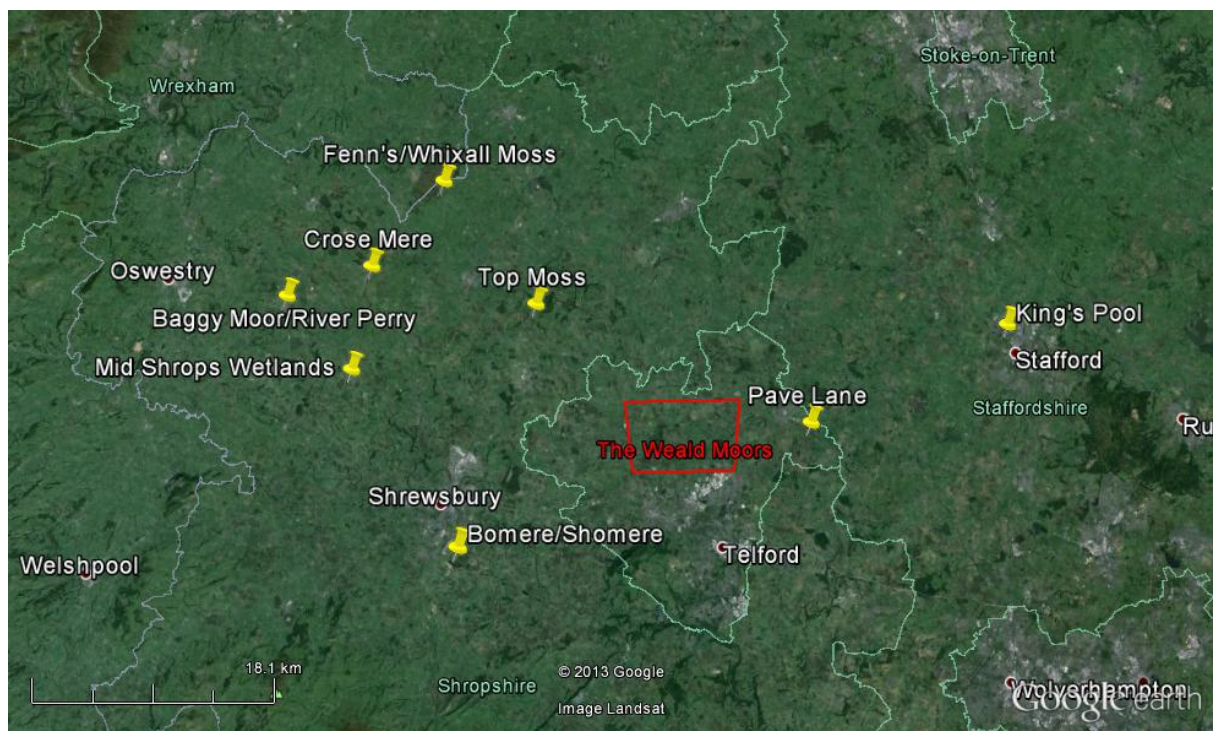 Stoke-on-Trent
Wrexham
Fenn's/Whixall Moss
Crose Mere
Oswestry
Top Moss
Baggy Moor/River Perry
King's Pool
Mid Shrops Wetlands
Stafford
Pave Lane
Staffordshire
Ru
The Weald Moors
Shrewsbury
Bomere/Shomere
Telford
Welshpool
18.1 km
© 2013 Google
Shropshire
Image Landsat
Wolverhampton
Google earth